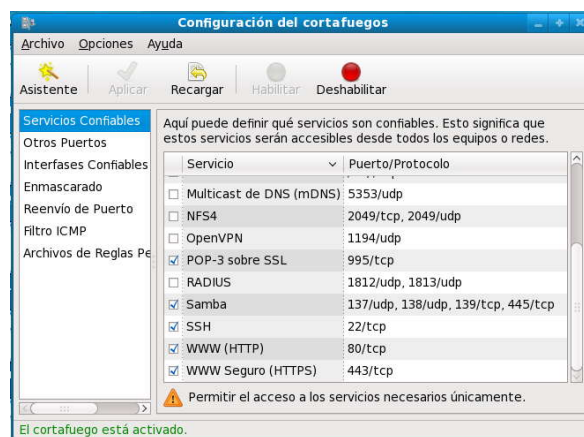 Configuración del cortafuegos
Archivo Opciones Ayuda
Asistente Aplicar Recargar Habilitar Deshabilitar
Servicios Confiables
Otros Puertos
Interfases Confiables
Enmascarado
Reenvío de Puerto
Filtro ICMP
Archivos de Reglas Pe
Aquí puede definir qué servicios son confiables. Esto significa que
estos servicios serán accesibles desde todos los equipos o redes.
Servicio Puerto/Protocolo
Multicast de DNS (mDNS) 5353/udp
NFS4 2049/tcp, 2049/udp
OpenVPN 1194/udp
POP-3 sobre SSL 995/tcp
RADIUS 1812/udp, 1813/udp
Samba 137/udp, 138/udp, 139/tcp, 445/tcp
SSH 22/tcp
WWW (HTTP) 80/tcp
WWW Seguro (HTTPS) 443/tcp
Permitir el acceso a los servicios necesarios únicamente.
El cortafuego está activado.